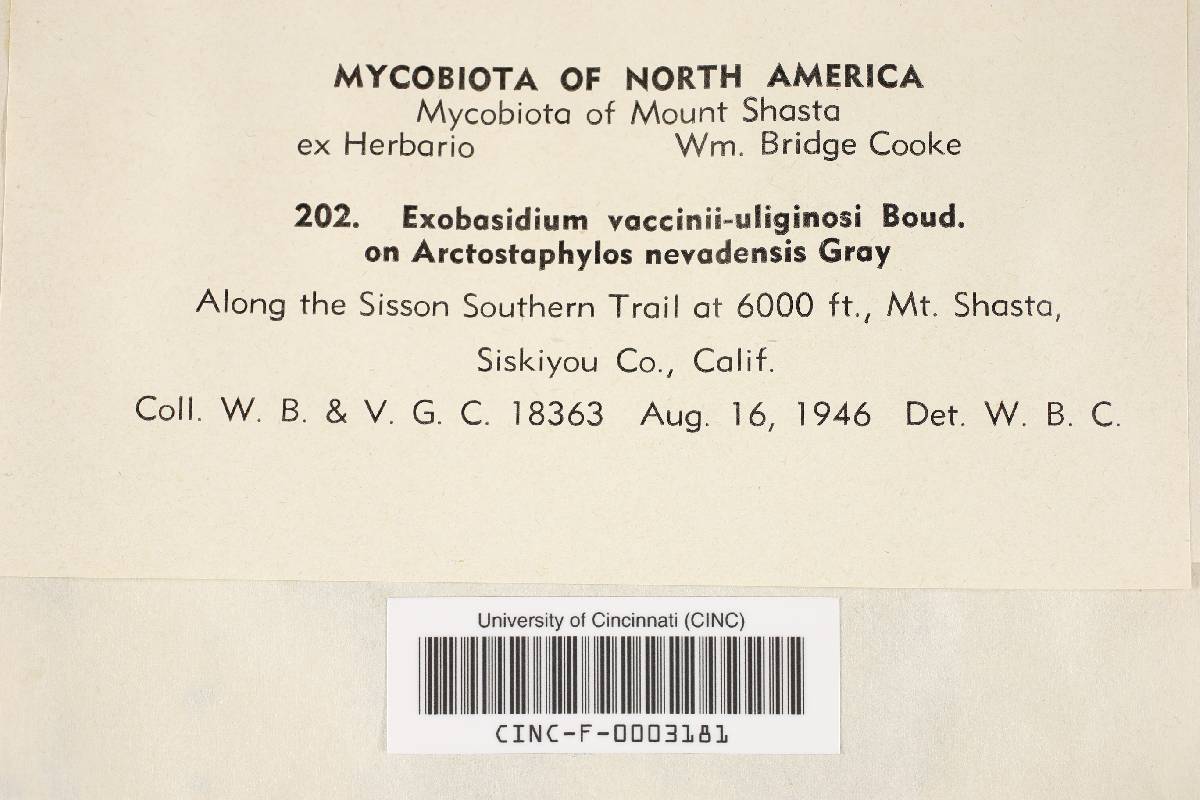 MYCOBIOTA OF NORTH AMERICA
Mycobiota of Mount Shasta
ex Herbario Wm. Bridge Cooke
202. Exobasidium vaccinii-uliginosi Boud.
on Arctostaphylos nevadensis Gray
Along the Sisson Southern Trail at 6000 ft., Mt. Shasta,
Siskiyou Co., Calif.
Coll. W. B. & V. G. C. 18363 Aug. 16, 1946 Det. W. B. C.
University of Cincinnati (CINC)
CINC-F-0003181